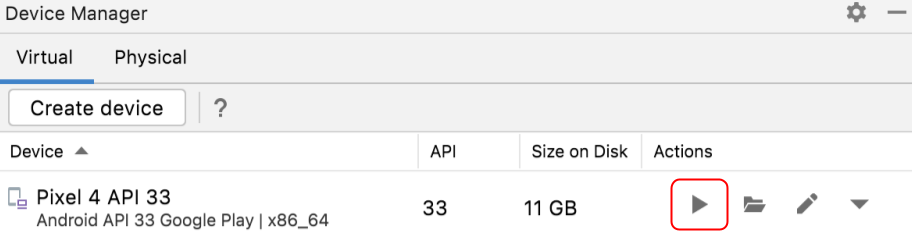 Device Manager
Virtual Physical
Create device ?
Device API Size on Disk Actions
Pixel 4 API 33 33 11 GB
Android API 33 Google Play | x86_64